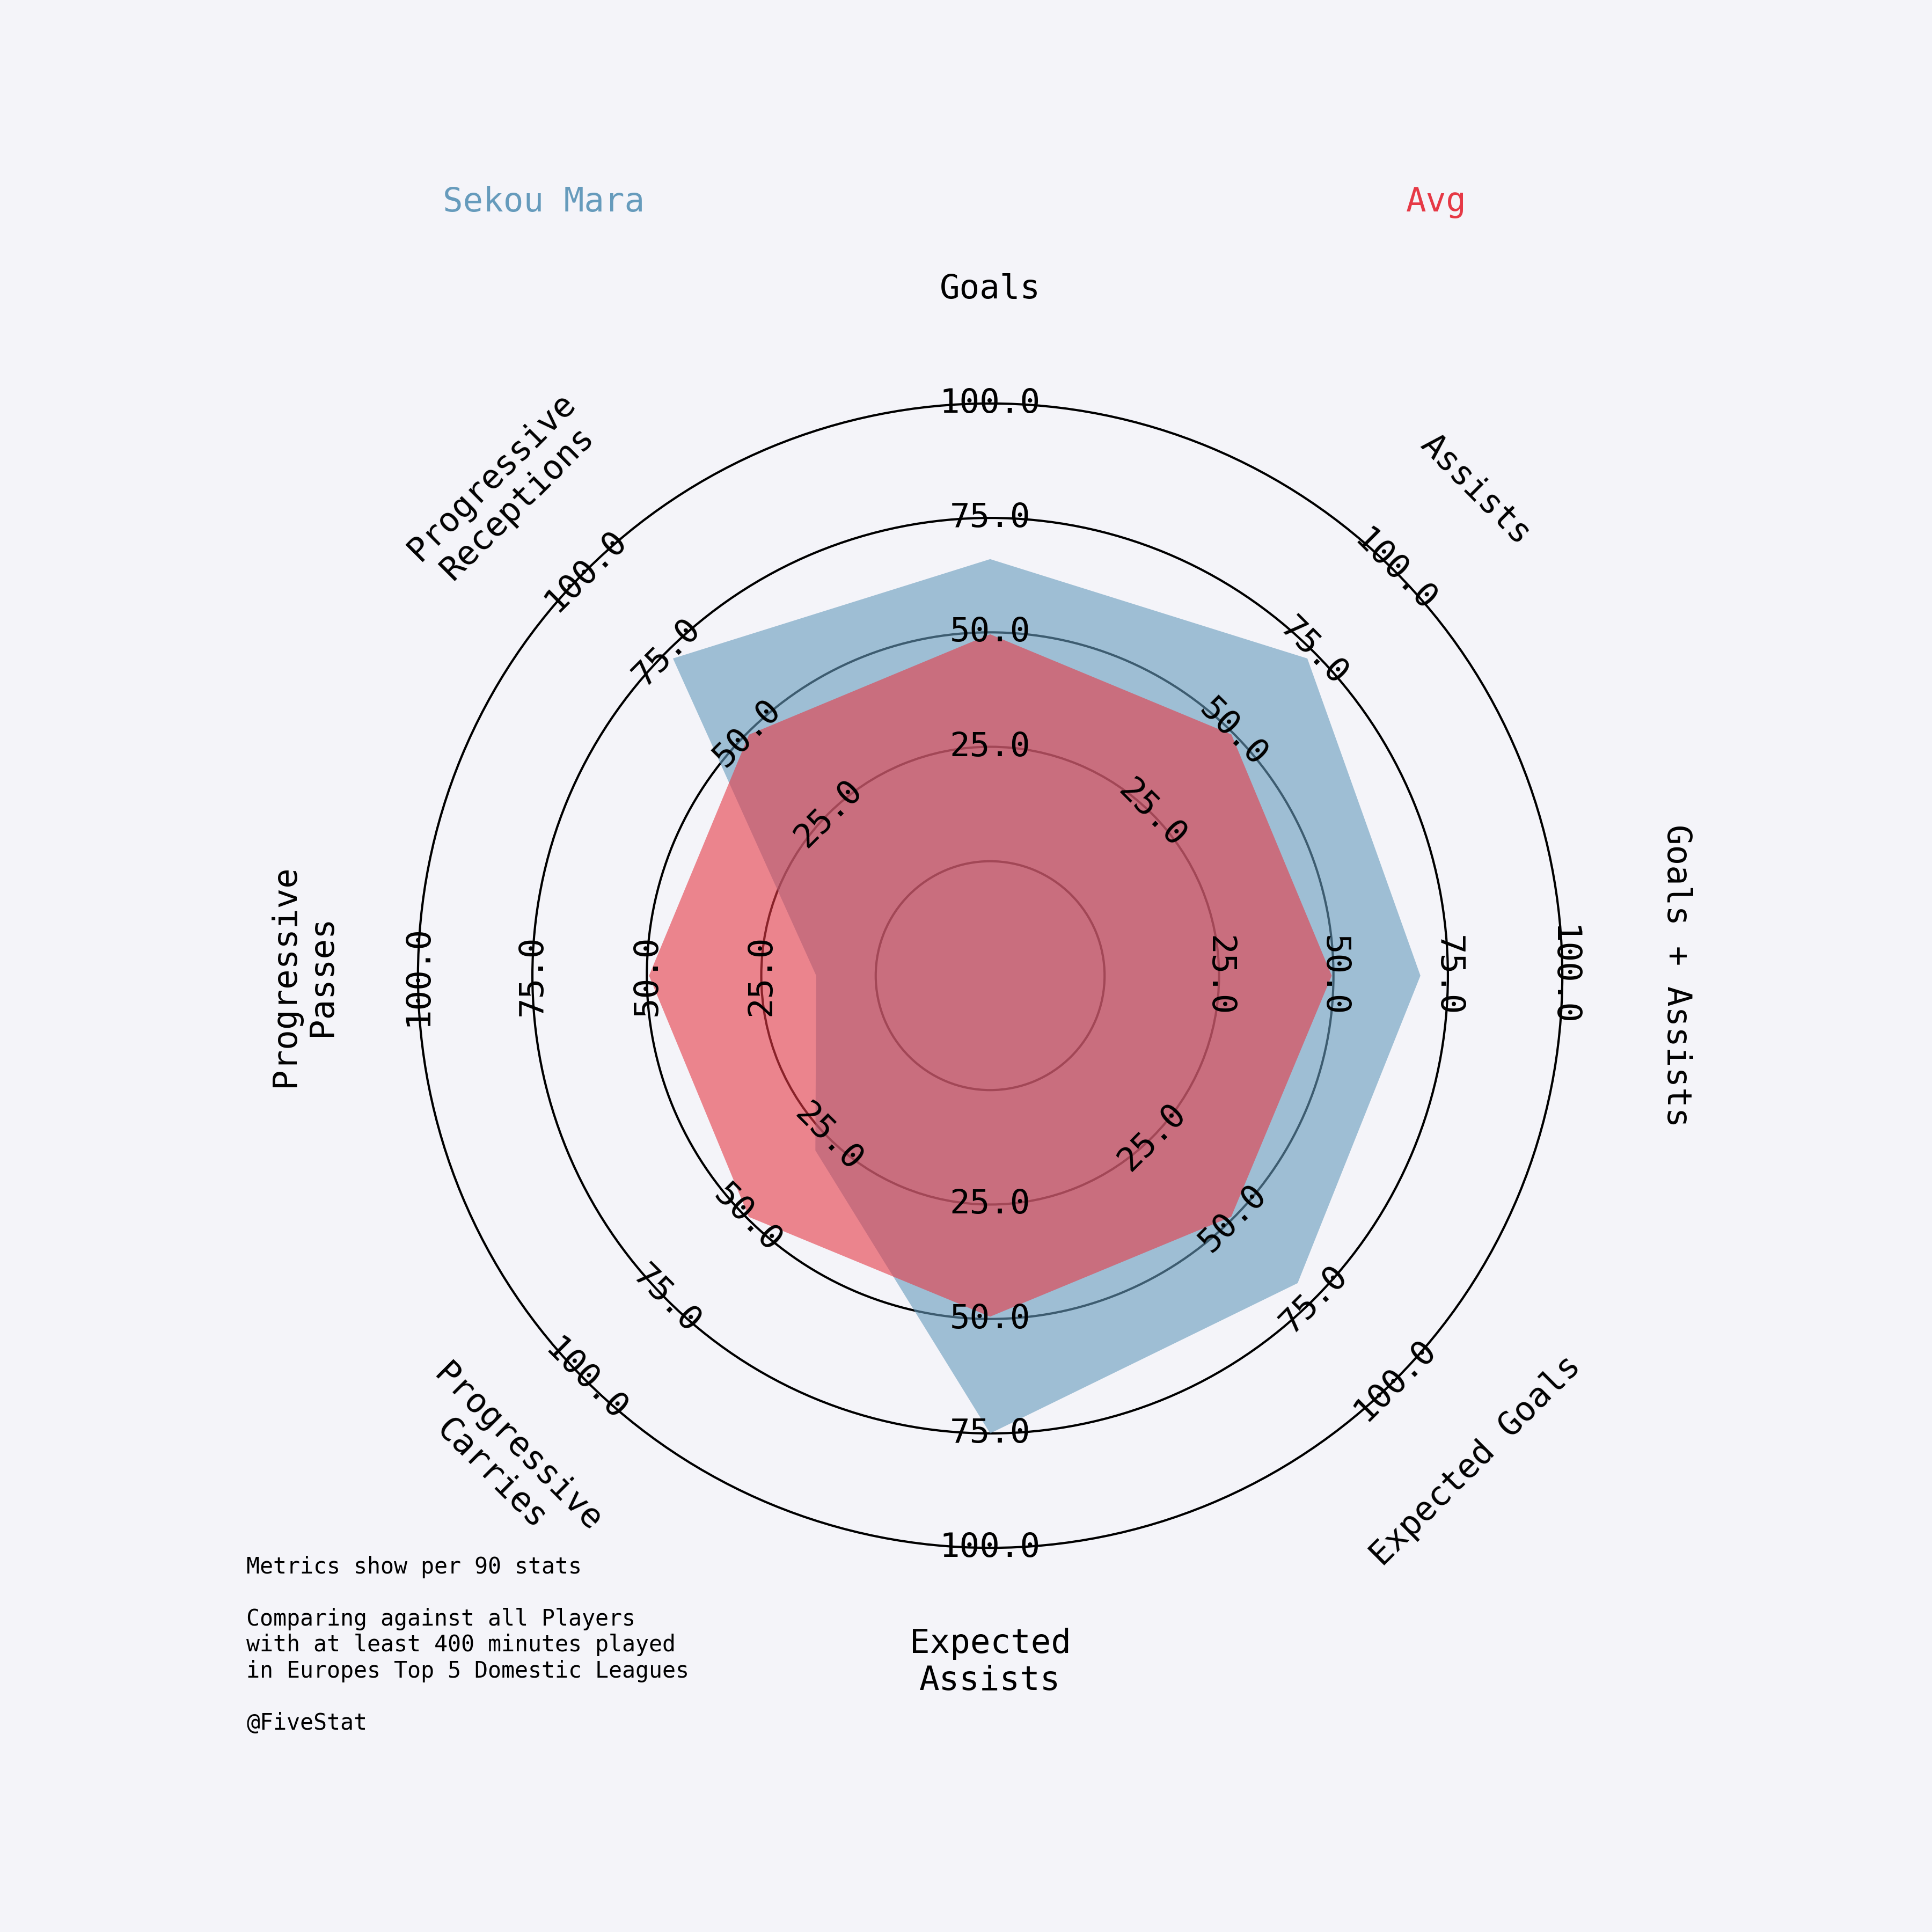 Sekou Mara
Avg
Goals
Assists
Goals + Assists
Expected Goals
Expected
Assists
Progressive
Carries
Progressive
Passes
Progressive
Receptions
25.0
50.0
75.0
100.0
25.0
50.0
75.0
100.0
25.0
50.0
75.0
100.0
25.0
50.0
75.0
100.0
25.0
50.0
75.0
100.0
25.0
50.0
75.0
100.0
25.0
50.0
75.0
100.0
25.0
50.0
75.0
100.0
Metrics show per 90 stats
Comparing against all Players
with at least 400 minutes played
in Europes Top 5 Domestic Leagues
@FiveStat